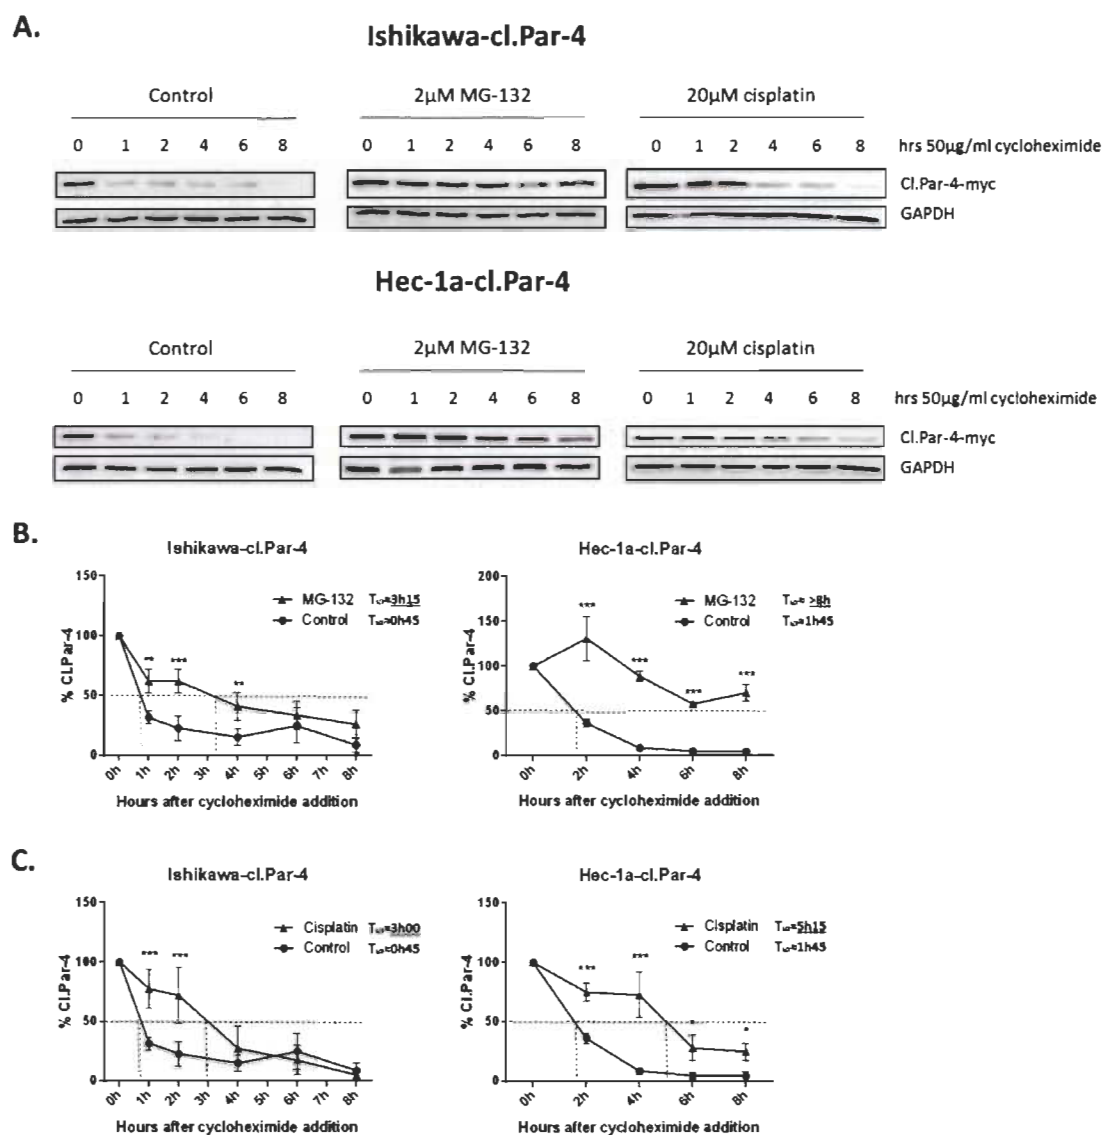 A.
Ishikawa-cl.Par-4
Control 2μM MG-132 20μM cisplatin
0 1 2 4 6 8 0 1 2 4 6 8 0 1 2 4 6 8 hrs 50μg/ml cycloheximide
Cl.Par-4-myc
GAPDH
Hec-1a-cl.Par-4
Control 2μM MG-132 20μM cisplatin
0 1 2 4 6 8 0 1 2 4 6 8 0 1 2 4 6 8 hrs 50μg/ml cycloheximide
Cl.Par-4-myc
GAPDH
B.
Ishikawa-cl.Par-4
% Cl.Par-4
150
100
50
0
MG-132 =3h15
Control =0h45
** *** **
0h 1h 2h 3h 4h 5h 6h 7h 8h
Hours after cycloheximide addition
Hec-1a-cl.Par-4
% Cl.Par-4
200
150
100
50
0
MG-132 >8h
Control =1h45
*** *** *** ***
0h 2h 4h 6h 8h
Hours after cycloheximide addition
C.
Ishikawa-cl.Par-4
% Cl.Par-4
150
100
50
0
Cisplatin =3h00
Control =0h45
*** ***
0h 1h 2h 3h 4h 5h 6h 7h 8h
Hours after cycloheximide addition
Hec-1a-cl.Par-4
% Cl.Par-4
150
100
50
0
Cisplatin =5h15
Control =1h45
*** *** * *
0h 2h 4h 6h 8h
Hours after cycloheximide addition